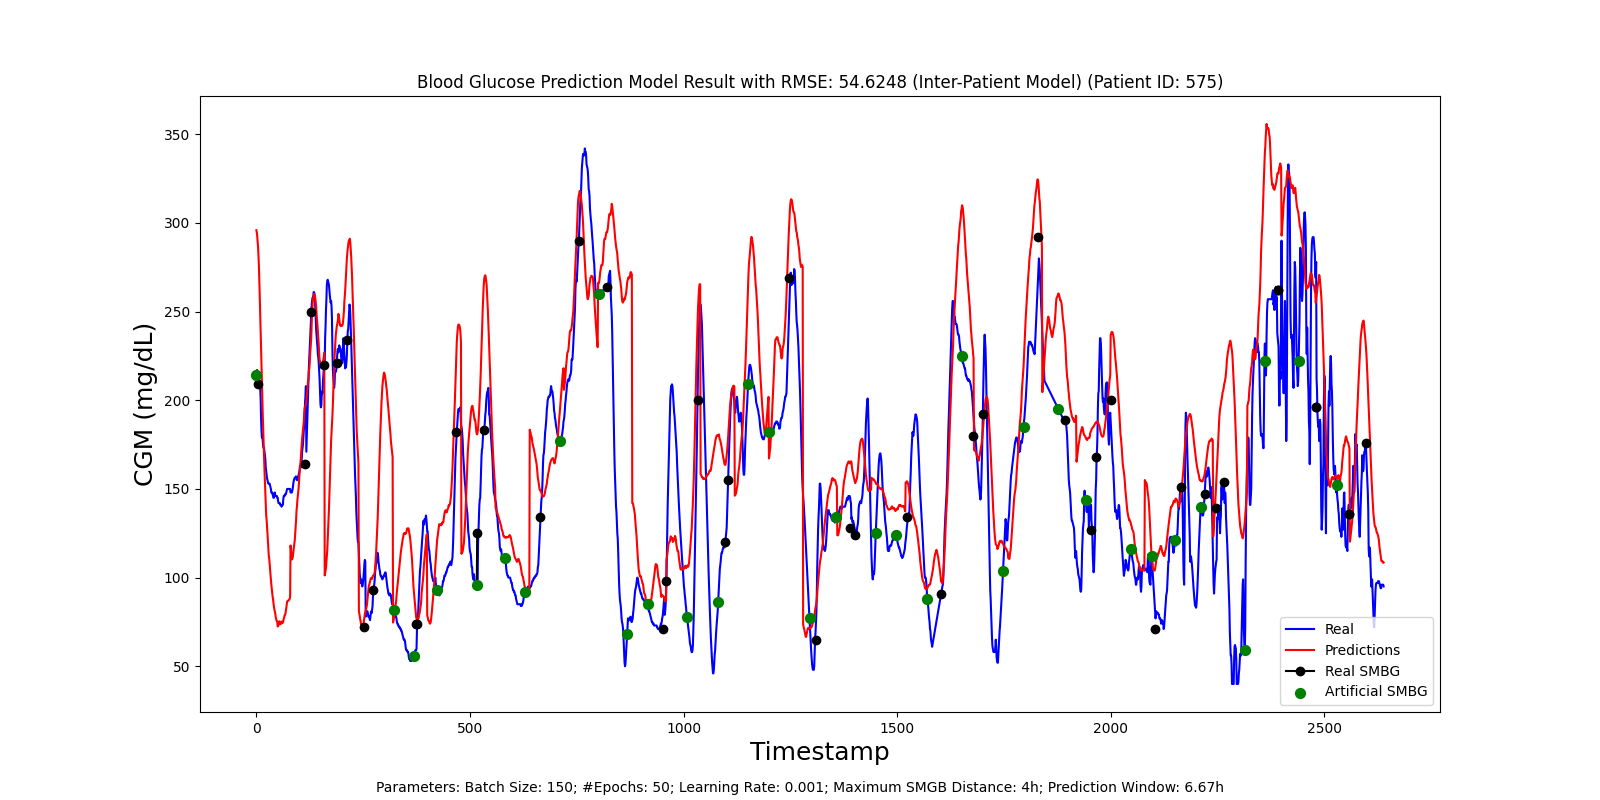 Blood Glucose Prediction Model Result with RMSE: 54.6248 (Inter-Patient Model) (Patient ID: 575)
CGM (mg/dL)
350
300
250
200
150
100
50
0 500 1000 1500 2000 2500
Real
Predictions
Real SMBG
Artificial SMBG
Timestamp
Parameters: Batch Size: 150; #Epochs: 50; Learning Rate: 0.001; Maximum SMGB Distance: 4h; Prediction Window: 6.67h